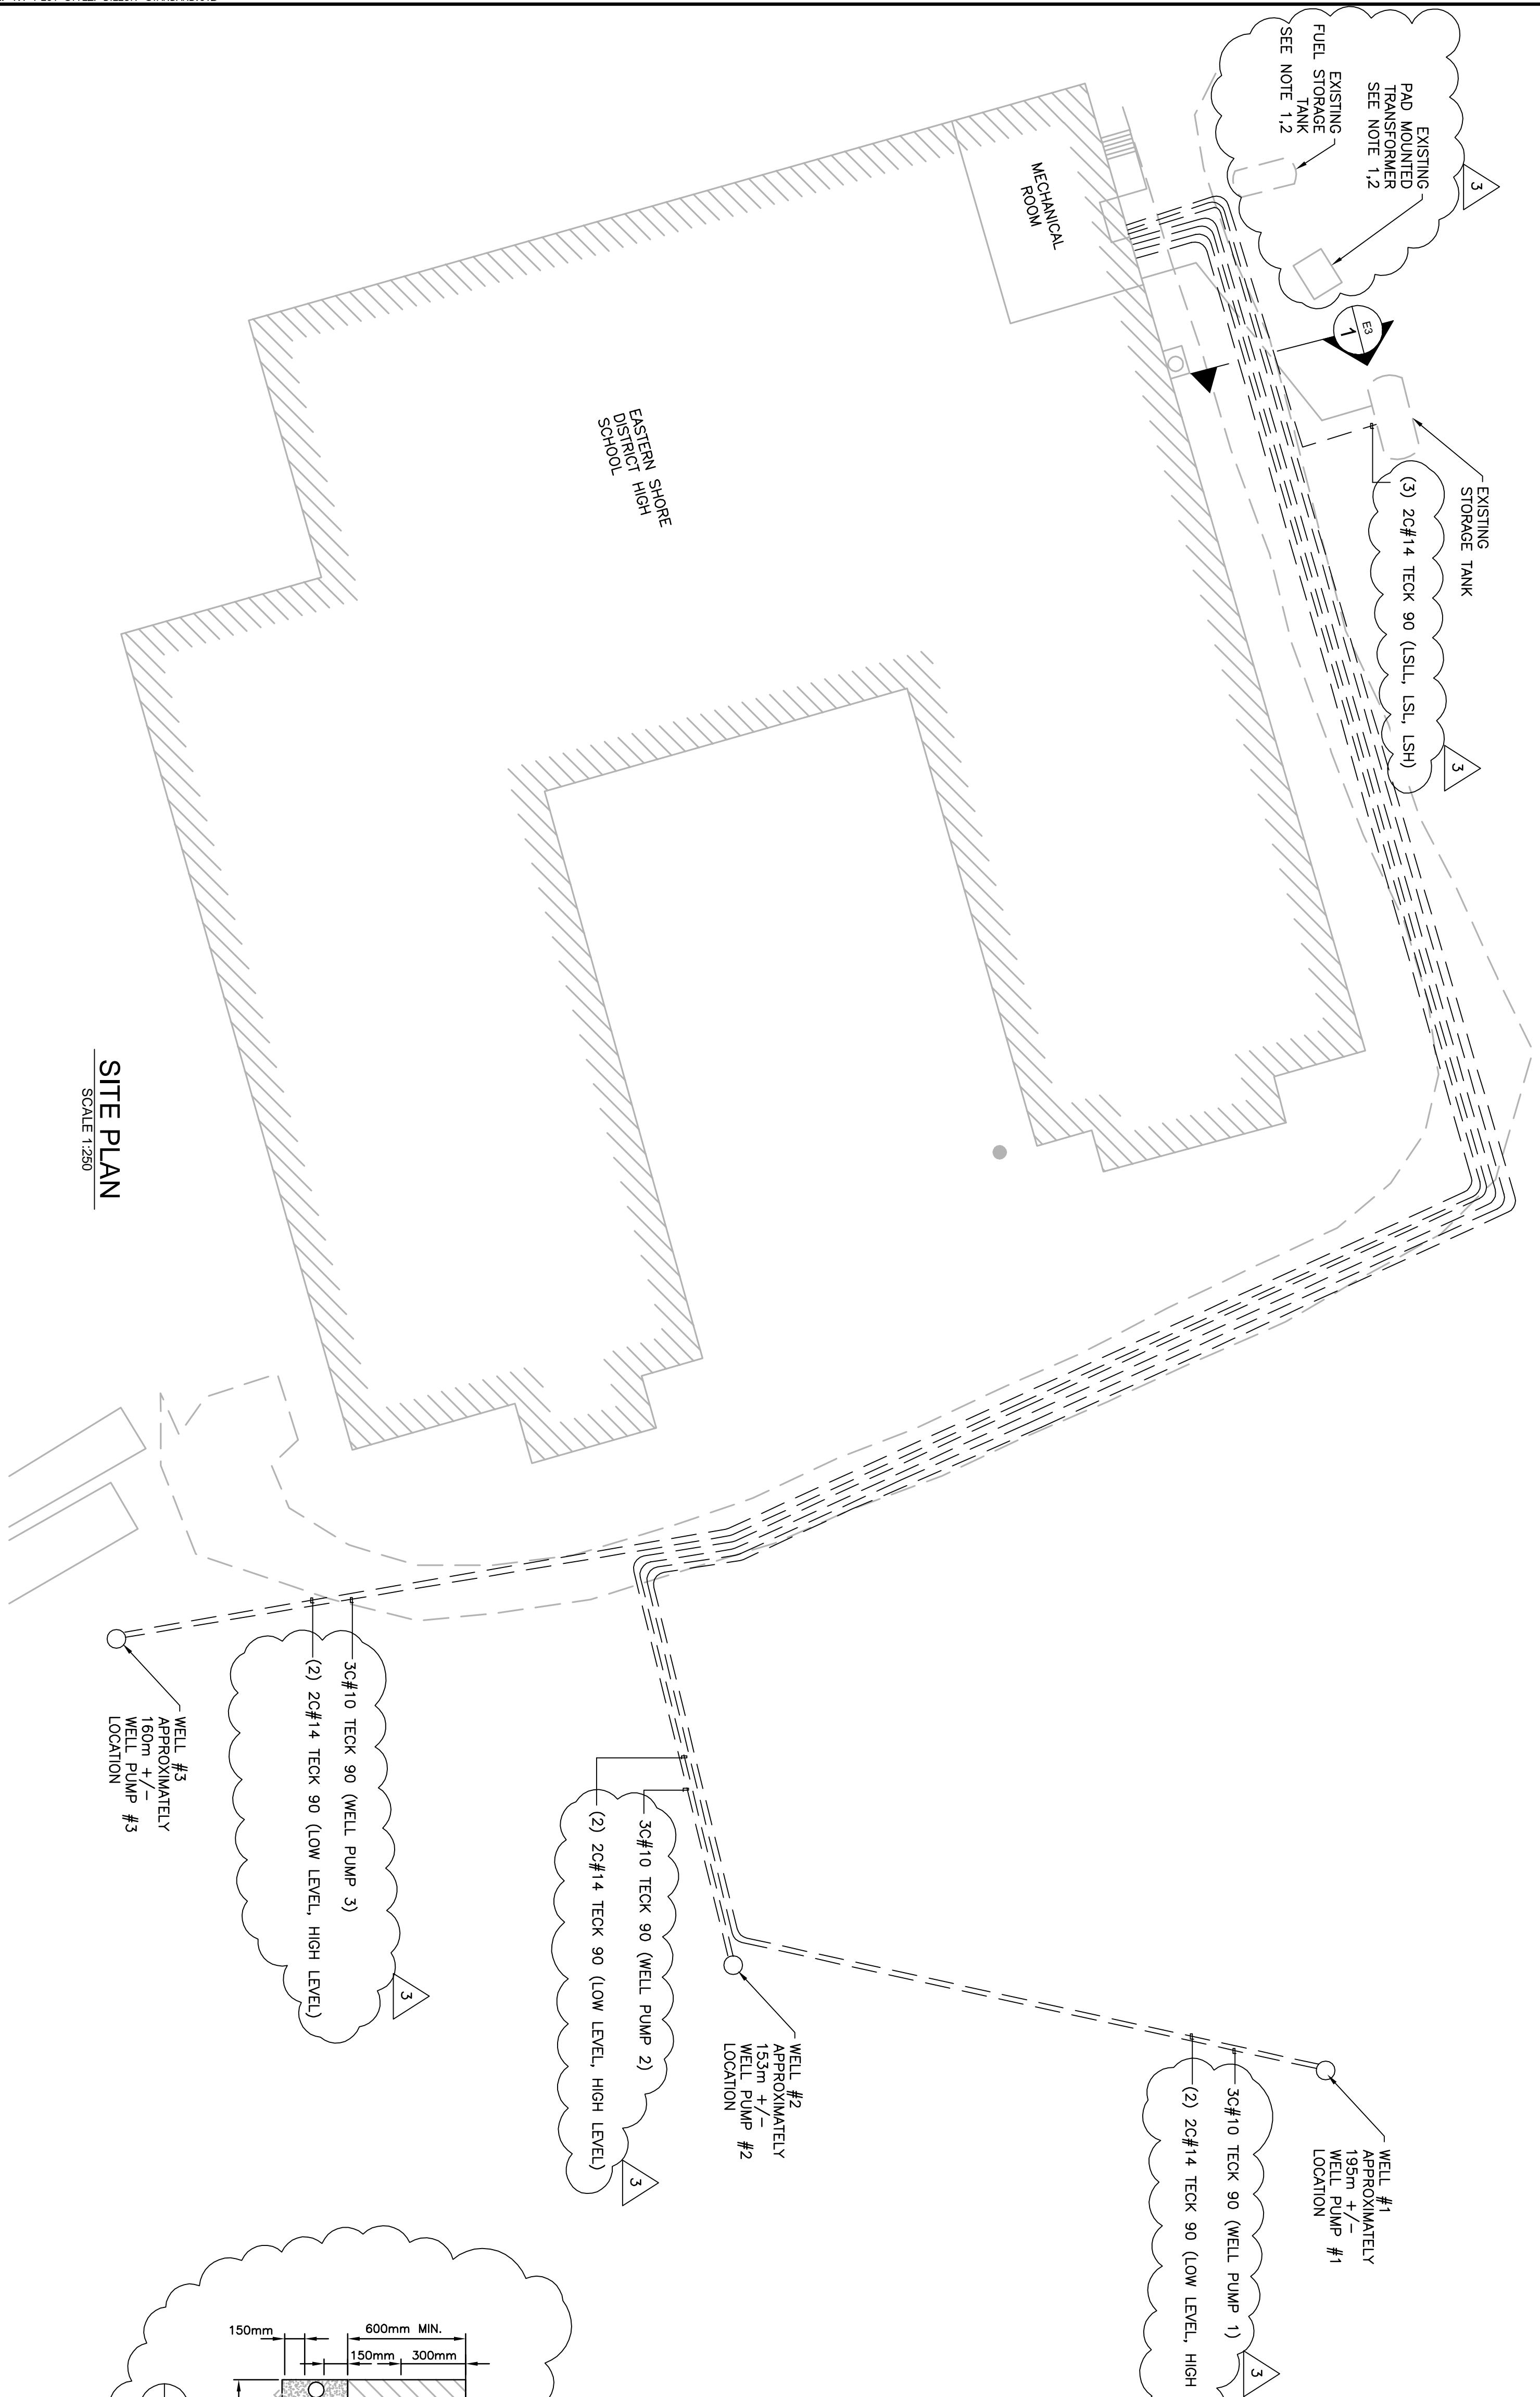 EXISTING
PAD MOUNTED
TRANSFORMER
SEE NOTE 1,2
EXISTING
FUEL STORAGE
TANK
SEE NOTE 1,2
3
MECHANICAL
ROOM
E3
1
EXISTING
STORAGE TANK
(3) 2C#14 TECK 90 (LSLL, LSL, LSH)
3
EASTERN SHORE
DISTRICT HIGH
SCHOOL
SITE PLAN
SCALE 1:250
WELL #1
APPROXIMATELY
195m +/-
WELL PUMP #1
LOCATION
3C#10 TECK 90 (WELL PUMP 1)
(2) 2C#14 TECK 90 (LOW LEVEL, HIGH
3
WELL #2
APPROXIMATELY
153m +/-
WELL PUMP #2
LOCATION
3C#10 TECK 90 (WELL PUMP 2)
(2) 2C#14 TECK 90 (LOW LEVEL, HIGH LEVEL)
3
3C#10 TECK 90 (WELL PUMP 3)
(2) 2C#14 TECK 90 (LOW LEVEL, HIGH LEVEL)
3
WELL #3
APPROXIMATELY
160m +/-
WELL PUMP #3
LOCATION
150mm
600mm MIN.
150mm
300mm